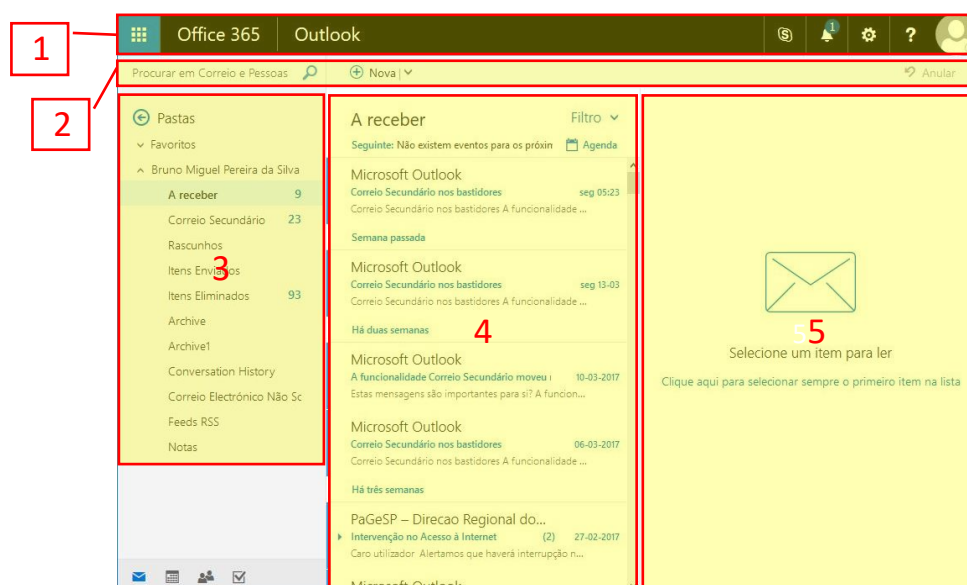 1
Office 365 Outlook
1
?
2
Procurar em Correio e Pessoas Nova Anular
3
Pastas
Favoritos
Bruno Miguel Pereira da Silva
A receber 9
Correio Secundário 23
Rascunhos
Itens Enviados
Itens Eliminados 93
Archive
Archive1
Conversation History
Correio Electrónico Não Sc
Feeds RSS
Notas
4
A receber Filtro
Seguinte: Não existem eventos para os próxin Agenda
Microsoft Outlook
Correio Secundário nos bastidores seg 05:23
Correio Secundário nos bastidores A funcionalidade ...
Semana passada
Microsoft Outlook
Correio Secundário nos bastidores seg 13-03
Correio Secundário nos bastidores A funcionalidade ...
Há duas semanas
Microsoft Outlook
A funcionalidade Correio Secundário moveu 10-03-2017
Estas mensagens são importantes para si? A funcion...
Microsoft Outlook
Correio Secundário nos bastidores 06-03-2017
Correio Secundário nos bastidores A funcionalidade ...
Há três semanas
PaGeSP – Direcao Regional do...
Intervenção no Acesso à Internet (2) 27-02-2017
Caro utilizador Alertamos que haverá interrupção n...
Microsoft Outlook
5
Selecione um item para ler
Clique aqui para selecionar sempre o primeiro item na lista